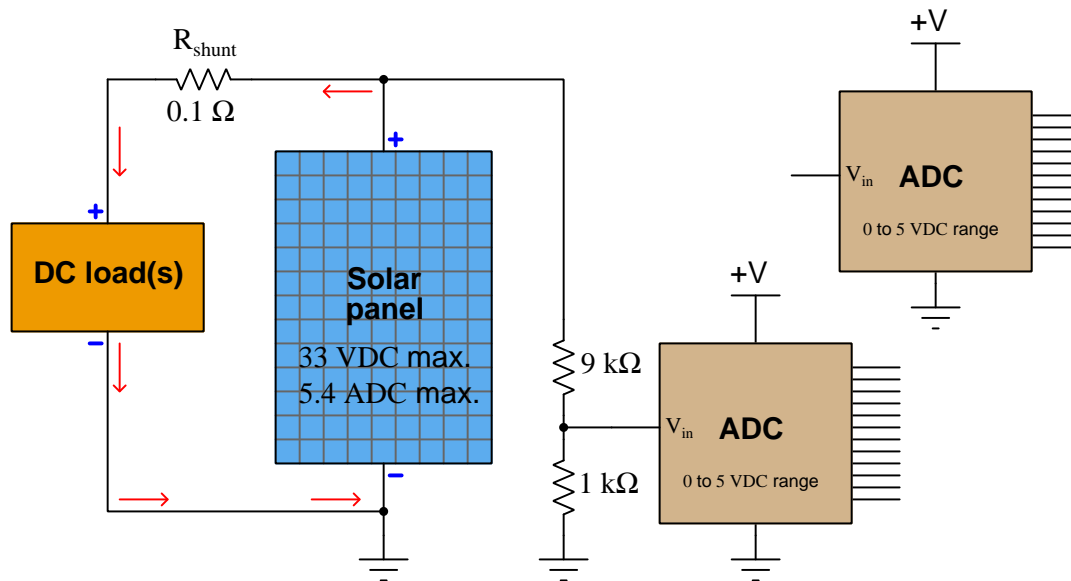 +V
R_shunt
0.1 Ω
+
V_in
ADC
0 to 5 VDC range
+
DC load(s)
−
Solar
panel
33 VDC max.
5.4 ADC max.
−
+V
9 kΩ
V_in
ADC
0 to 5 VDC range
1 kΩ